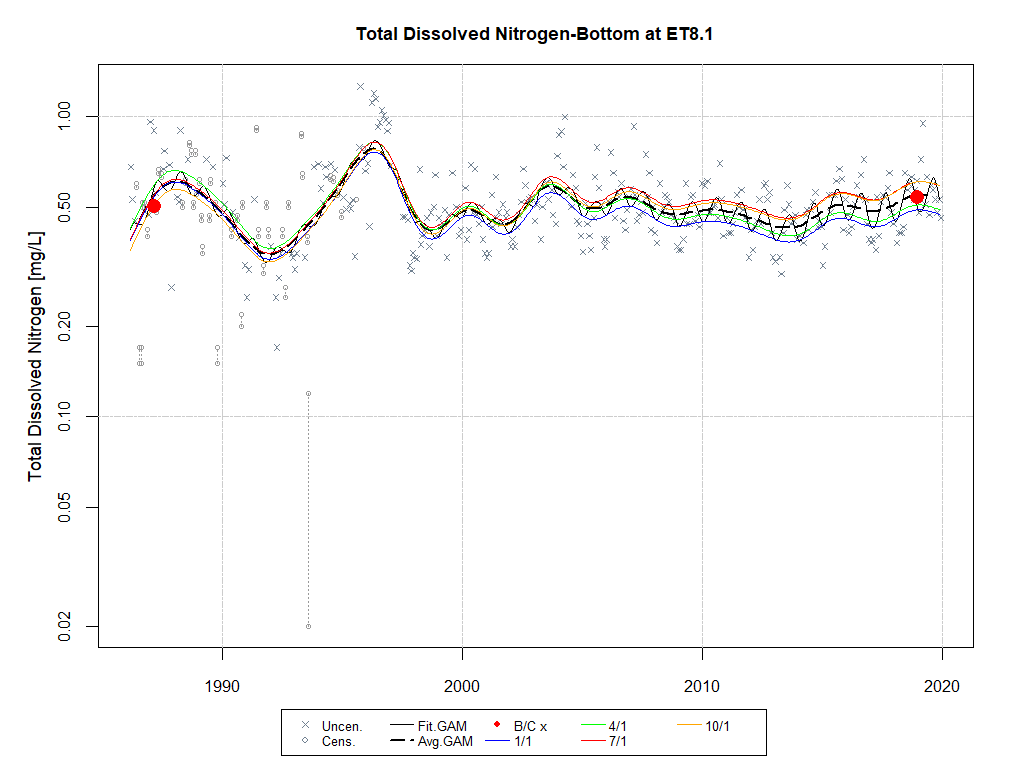 Total Dissolved Nitrogen-Bottom at ET8.1
Total Dissolved Nitrogen [mg/L]
1.00
0.50
0.20
0.10
0.05
0.02
1990 2000 2010 2020
Uncen. Fit.GAM B/C x 4/1 10/1
Cens. Avg.GAM 1/1 7/1